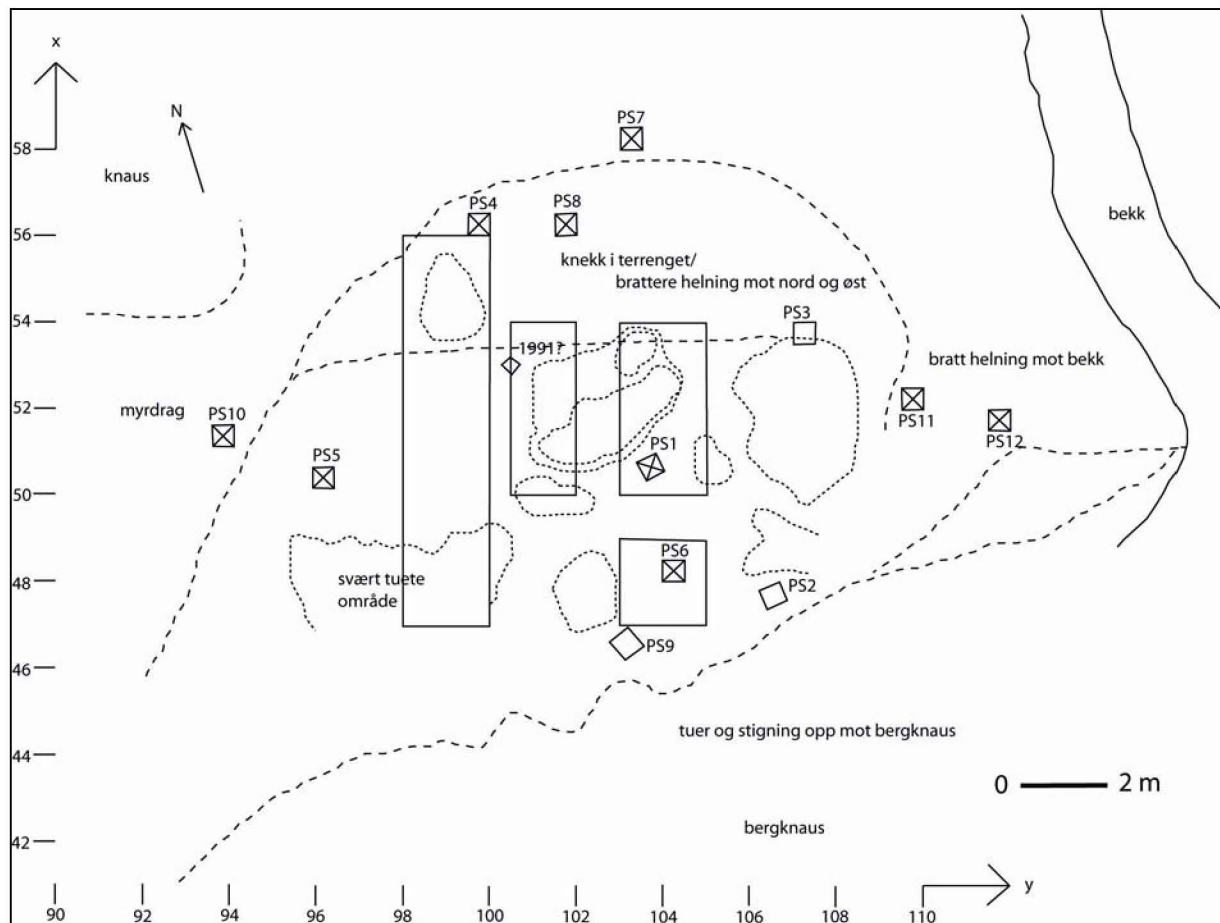 x
N
PS7
58
knaus
PS4
PS8
bekk
56
knekk i terrenget/
brattere helning mot nord og øst
PS3
54
1991?
bratt helning mot bekk
52
myrdrag
PS10
PS11
PS12
PS1
PS5
50
PS6
48
svært tuete
område
PS2
PS9
46
44
tuer og stigning opp mot bergknaus
0
2 m
42
bergknaus
y
90
92
94
96
98
100
102
104
106
108
110